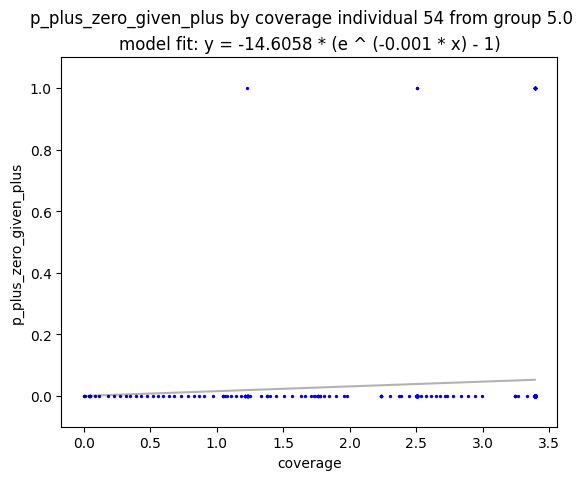 p_plus_zero_given_plus by coverage individual 54 from group 5.0
model fit: y = -14.6058 * (e ^ (-0.001 * x) - 1)
1.0
0.8
0.6
0.4
0.2
0.0
p_plus_zero_given_plus
0.0 0.5 1.0 1.5 2.0 2.5 3.0 3.5
coverage